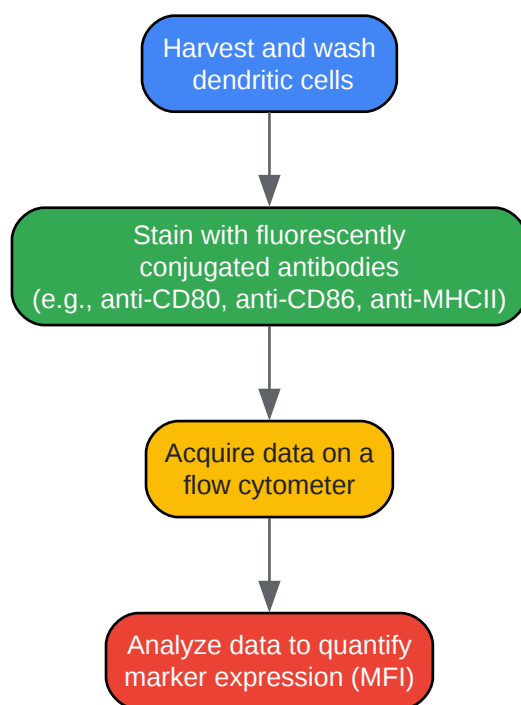 Harvest and wash
dendritic cells
Stain with fluorescently
conjugated antibodies
(e.g., anti-CD80, anti-CD86, anti-MHCII)
Acquire data on a
flow cytometer
Analyze data to quantify
marker expression (MFI)